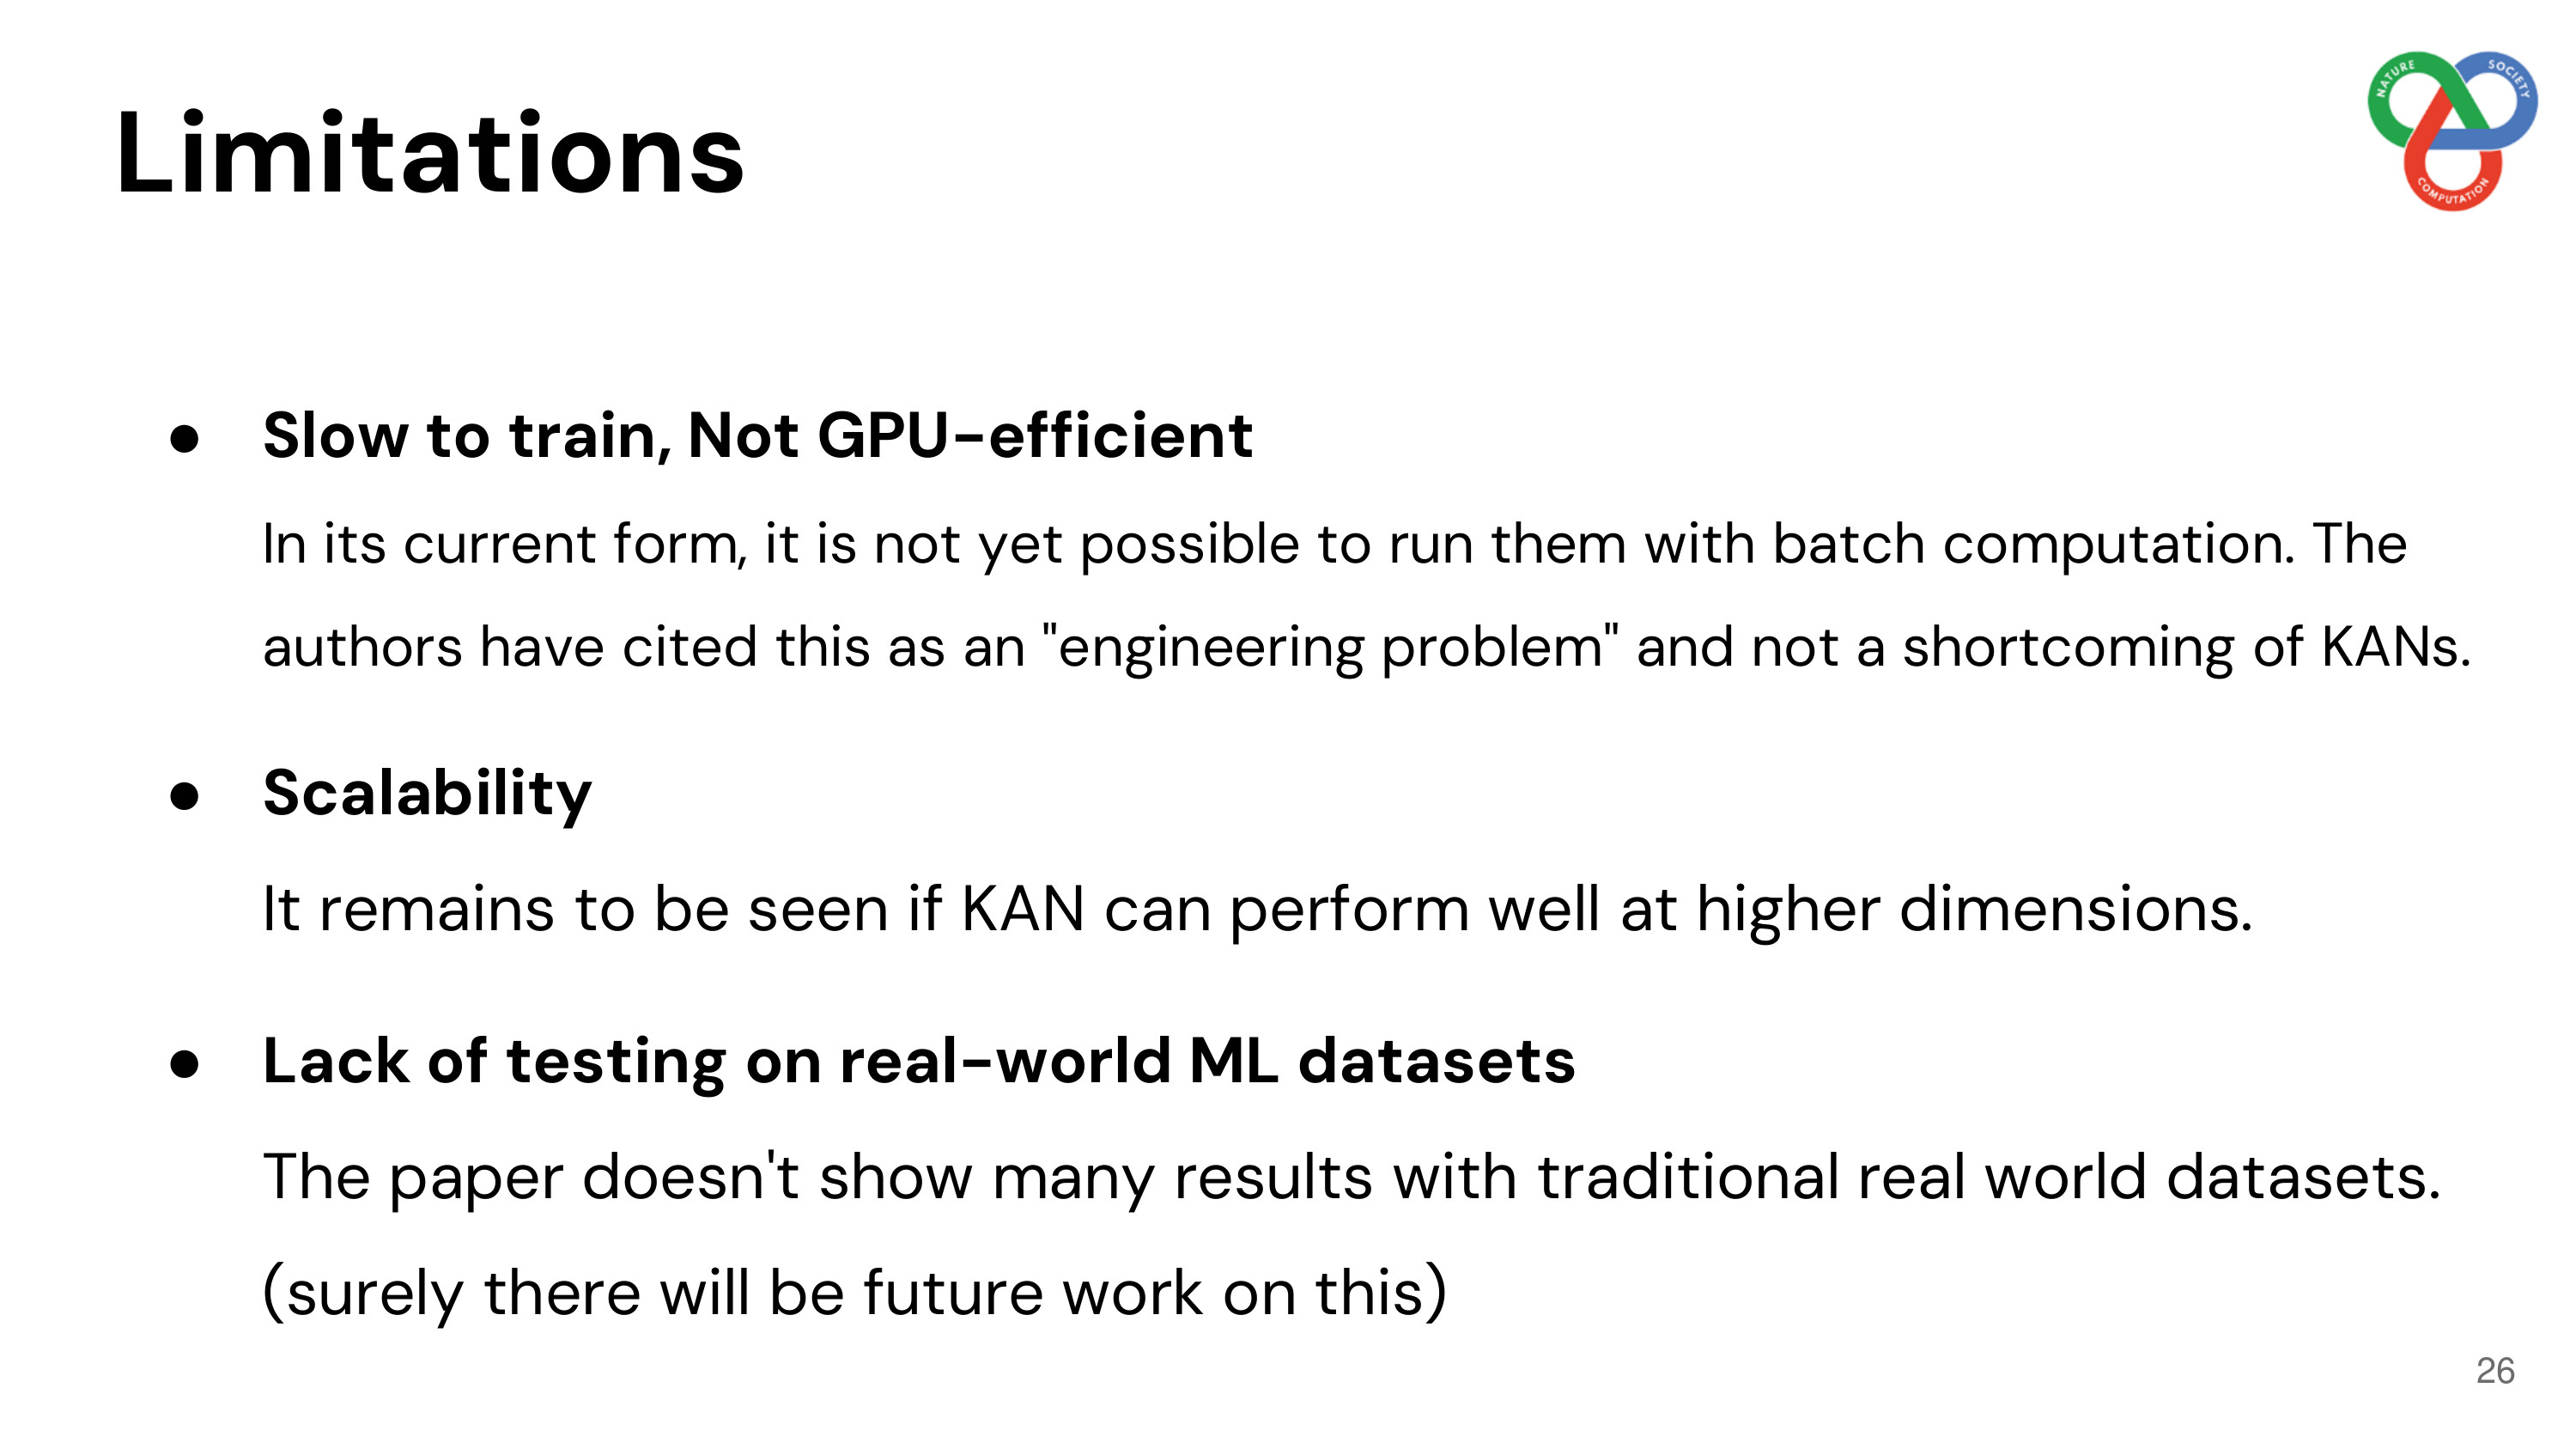 Limitations
NATURE
SOCIETY
COMPUTATION
● Slow to train, Not GPU-efficient
In its current form, it is not yet possible to run them with batch computation. The
authors have cited this as an "engineering problem" and not a shortcoming of KANs.
● Scalability
It remains to be seen if KAN can perform well at higher dimensions.
● Lack of testing on real-world ML datasets
The paper doesn't show many results with traditional real world datasets.
(surely there will be future work on this)
26